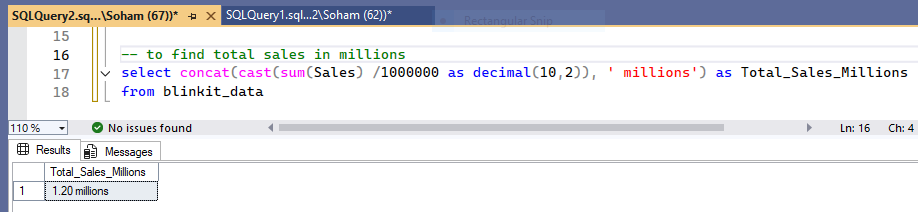 SQLQuery2.sq...\Soham (67))*
SQLQuery1.sql...2\Soham (62))*
Rectangular Snip
15
16 -- to find total sales in millions
17 select concat(cast(sum(Sales) /1000000 as decimal(10,2)), ' millions') as Total_Sales_Millions
18 from blinkit_data
110 %
No issues found
Ln: 16
Ch: 4
Results
Messages
Total_Sales_Millions
1 1.20 millions